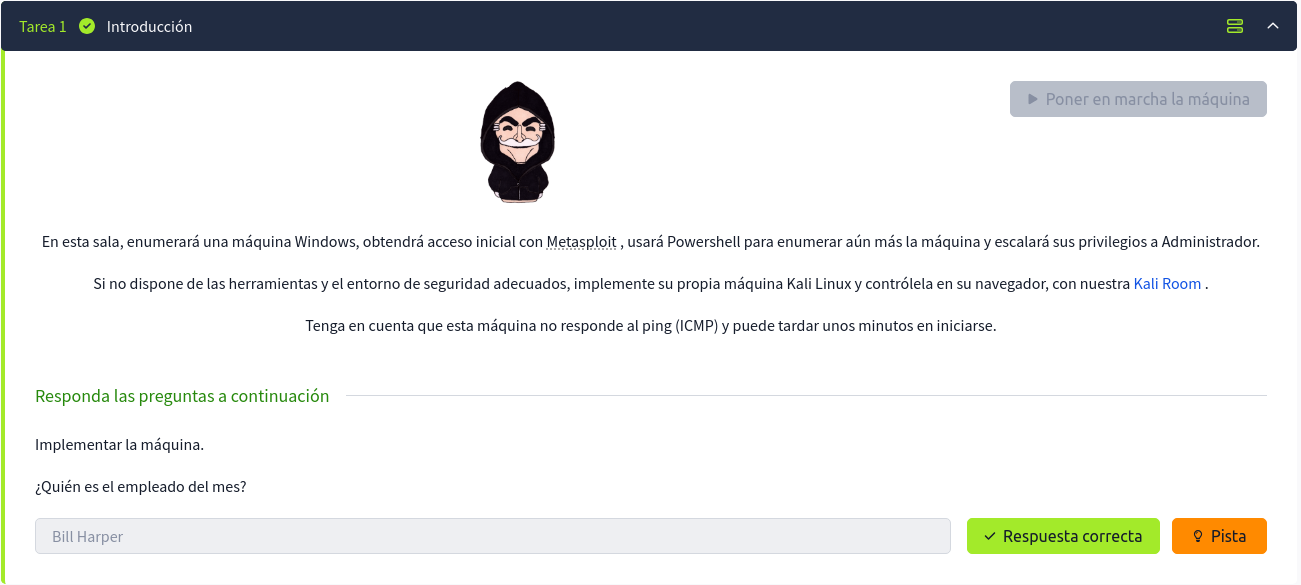 Tarea 1 Introducción
Poner en marcha la máquina
En esta sala, enumerará una máquina Windows, obtendrá acceso inicial con Metasploit , usará Powershell para enumerar aún más la máquina y escalará sus privilegios a Administrador.
Si no dispone de las herramientas y el entorno de seguridad adecuados, implemente su propia máquina Kali Linux y contrólela en su navegador, con nuestra Kali Room .
Tenga en cuenta que esta máquina no responde al ping (ICMP) y puede tardar unos minutos en iniciarse.
Responda las preguntas a continuación
Implementar la máquina.
¿Quién es el empleado del mes?
Bill Harper Respuesta correcta Pista